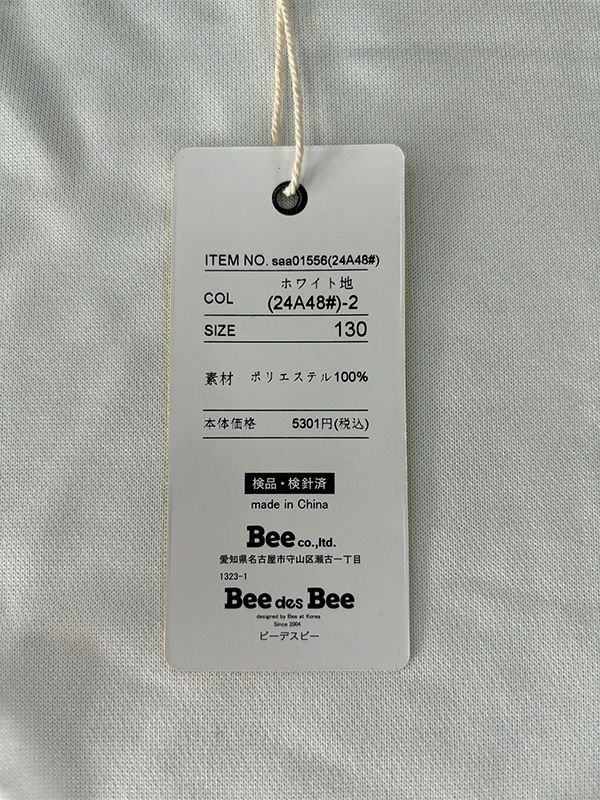 ITEM NO. saa01556(24A48#)
ホワイト地
COL (24A48#)-2
SIZE 130
素材 ポリエステル100%
本体価格 5301円(税込)
検品・検針済
made in China
Bee co.,ltd.
愛知県名古屋市守山区瀬古一丁目
1323-1
Bee des Bee
designed by Bee at Korea
Since 2004
ビーデスビー